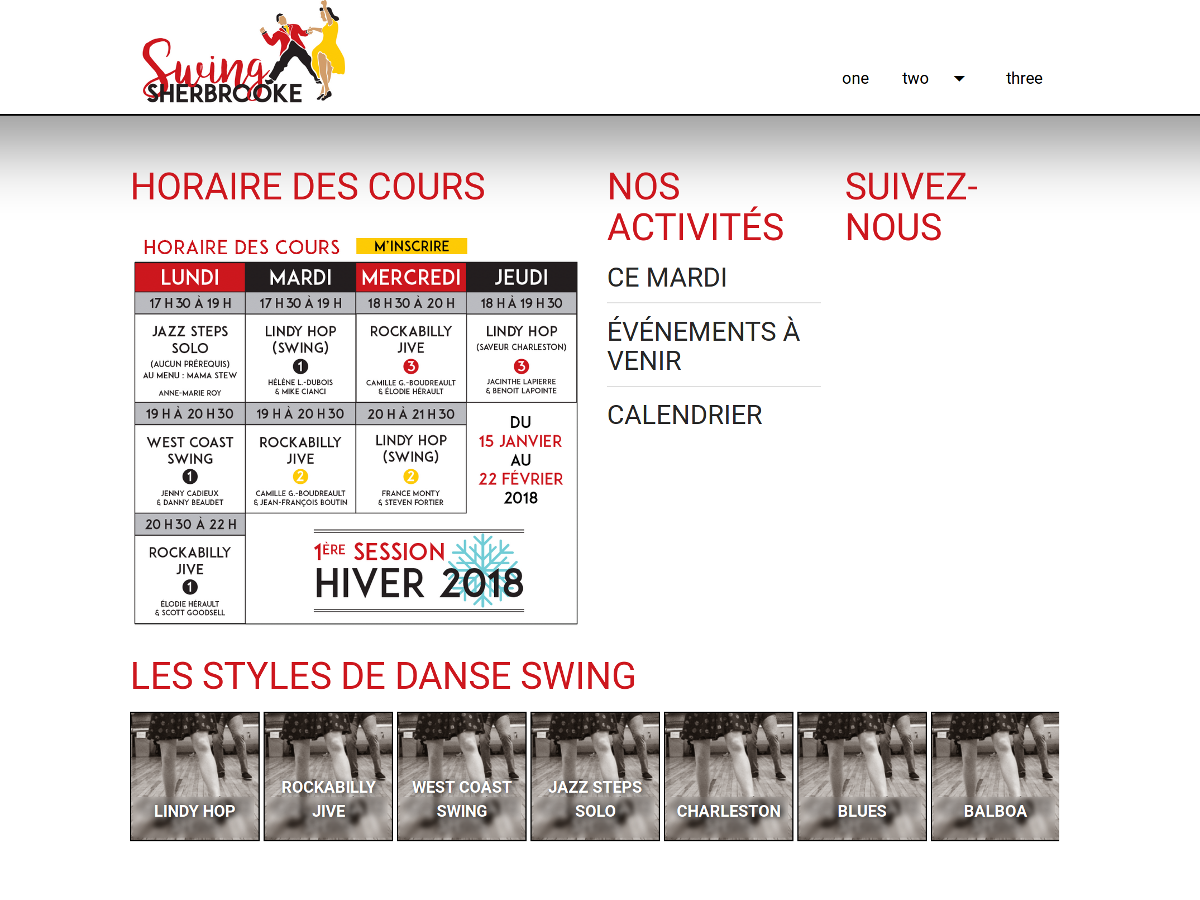 Swing
SHERBROOKE
one two three
HORAIRE DES COURS
NOS
ACTIVITÉS
SUIVEZ-
NOUS
CE MARDI
ÉVÉNEMENTS À
VENIR
CALENDRIER
HORAIRE DES COURS M'INSCRIRE
LUNDI MARDI MERCREDI JEUDI
17 H 30 À 19 H 17 H 30 À 19 H 18 H 30 À 20 H 18 H À 19 H 30
JAZZ STEPS
SOLO
(AUCUN PRÉREQUIS)
AU MENU : MAMA STEW
ANNE-MARIE ROY
LINDY HOP
(SWING)
1
HÉLÈNE L.-DUBOIS
& MIKE CIANCI
ROCKABILLY
JIVE
3
CAMILLE G.-BOUDREAULT
& ÉLODIE HÉRAULT
LINDY HOP
(SAVEUR CHARLESTON)
3
JACINTHE LAPIERRE
& BENOIT LAPOINTE
19 H À 20 H 30 19 H À 20 H 30 20 H À 21 H 30
WEST COAST
SWING
1
JENNY CADIEUX
& DANNY BEAUDET
ROCKABILLY
JIVE
2
CAMILLE G.-BOUDREAULT
& JEAN-FRANÇOIS BOUTIN
LINDY HOP
(SWING)
2
FRANCE MONTY
& STEVEN FORTIER
DU
15 JANVIER
AU
22 FÉVRIER
2018
20 H 30 À 22 H
ROCKABILLY
JIVE
1
ÉLODIE HÉRAULT
& SCOTT GOODSELL
1ÈRE SESSION
HIVER 2018
LES STYLES DE DANSE SWING
LINDY HOP
ROCKABILLY
JIVE
WEST COAST
SWING
JAZZ STEPS
SOLO
CHARLESTON
BLUES
BALBOA